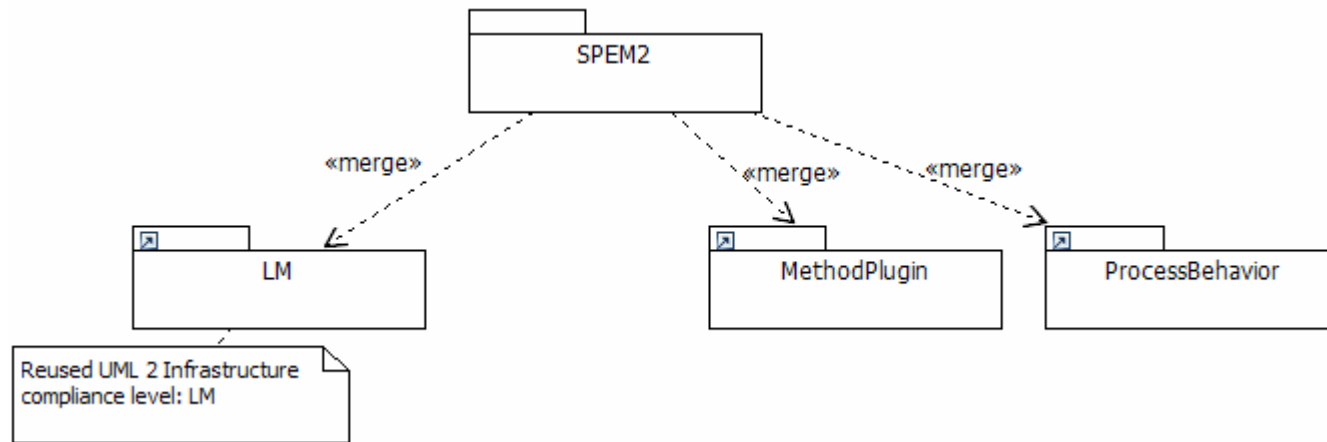 SPEM2
«merge»
«merge»
«merge»
LM
MethodPlugin
ProcessBehavior
Reused UML 2 Infrastructure
compliance level: LM